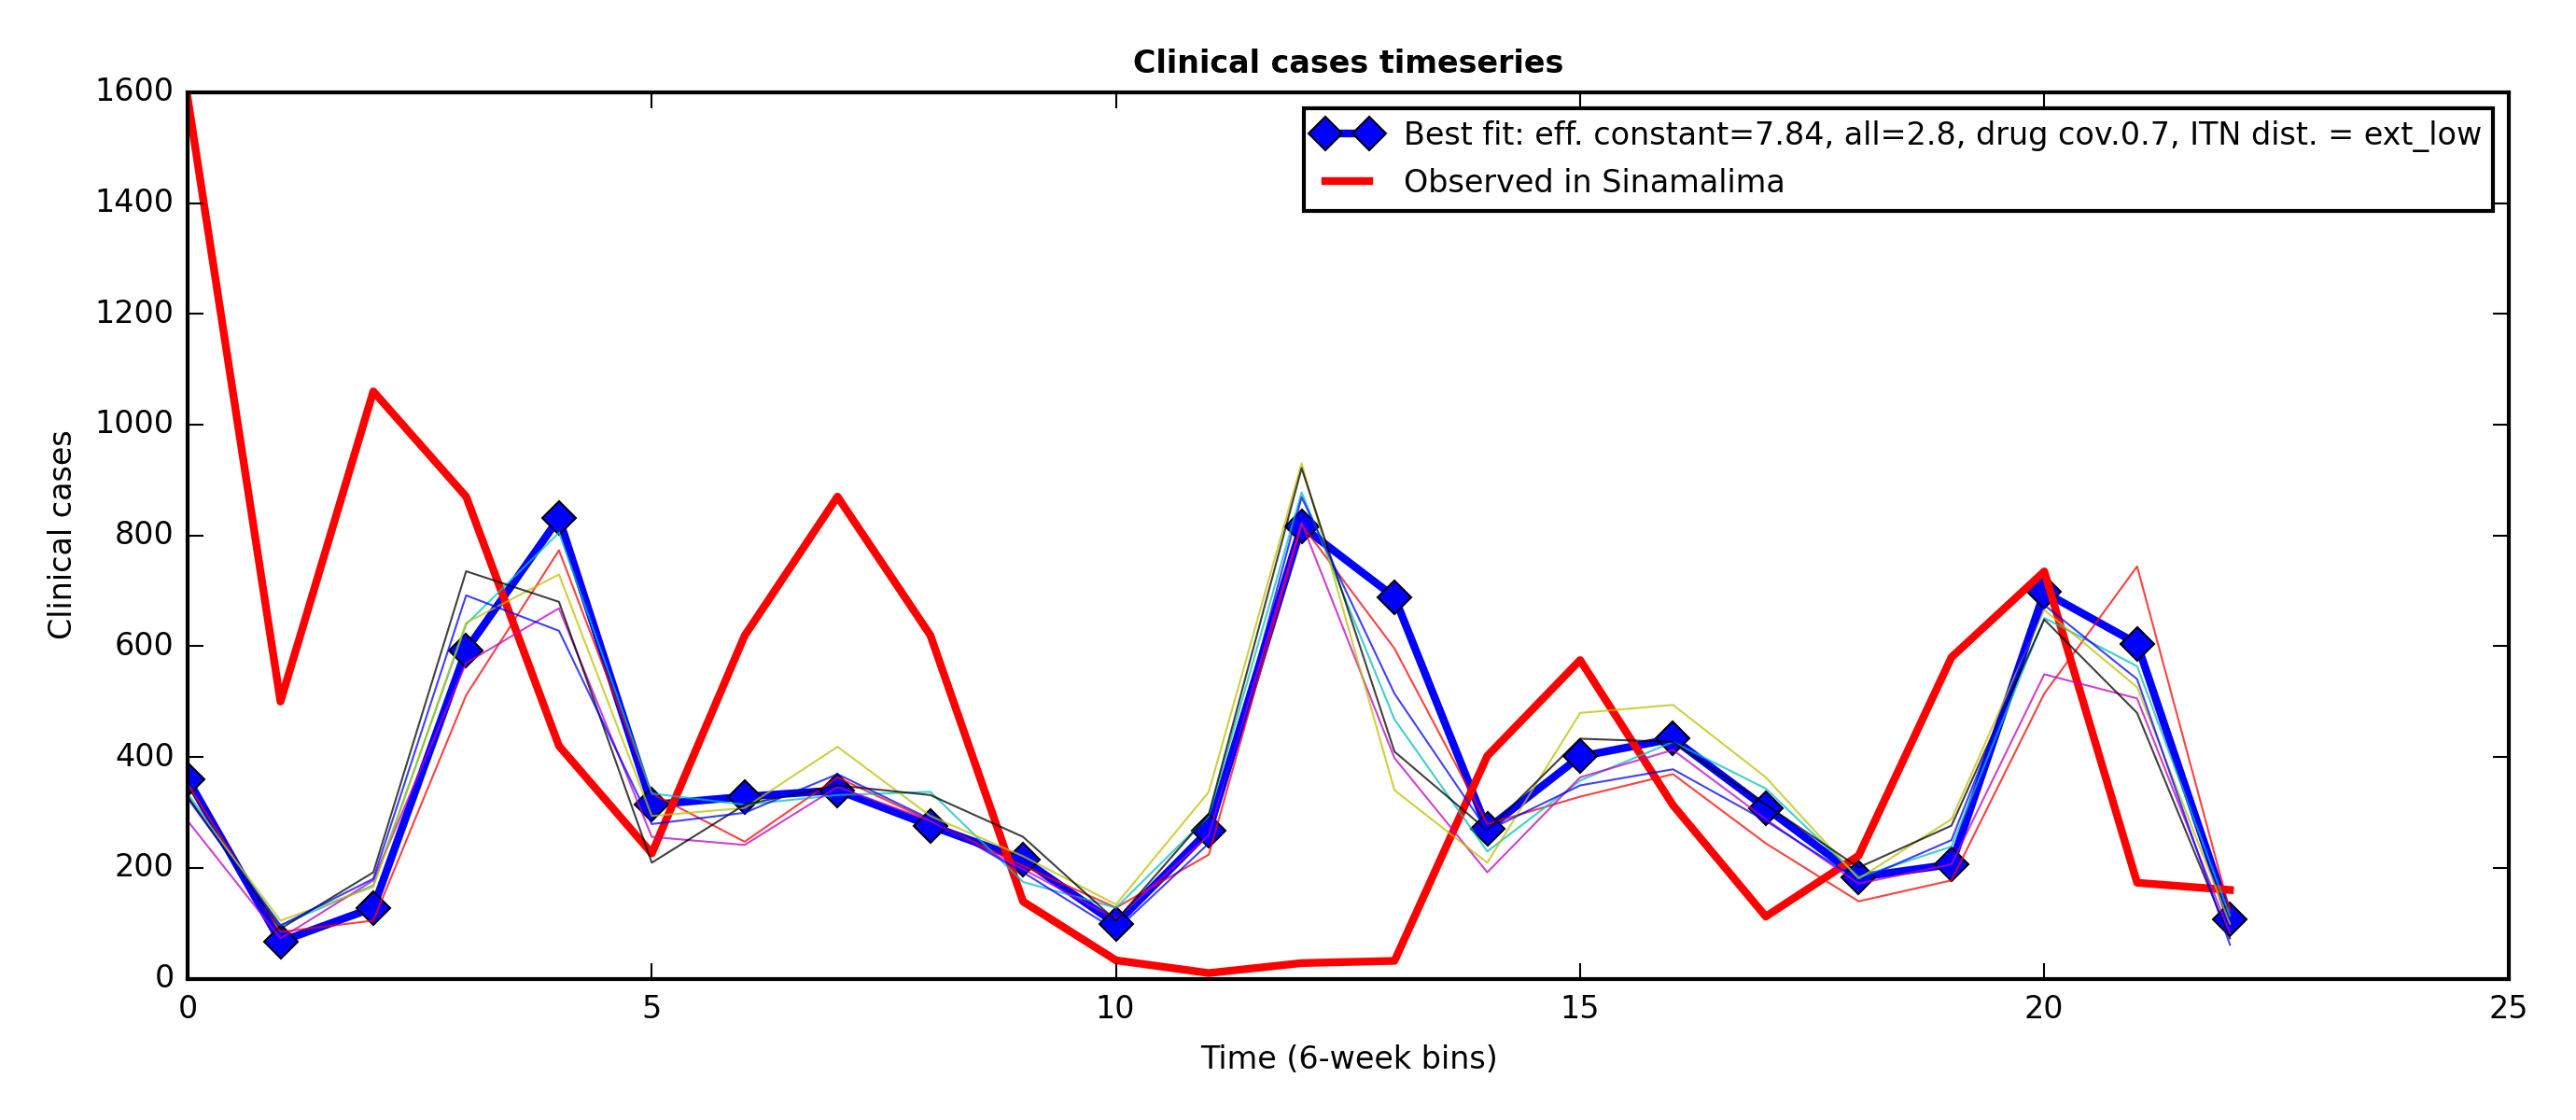 Clinical cases timeseries
1600
1400
1200
1000
800
600
400
200
0
Clinical cases
Best fit: eff. constant=7.84, all=2.8, drug cov.0.7, ITN dist. = ext_low
Observed in Sinamalima
0 5 10 15 20 25
Time (6-week bins)